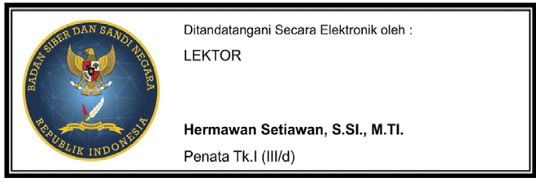 BADAN SIBER DAN SANDI NEGARA
REPUBLIK INDONESIA
Ditandatangani Secara Elektronik oleh :
LEKTOR
Hermawan Setiawan, S.SI., M.TI.
Penata Tk.I (III/d)